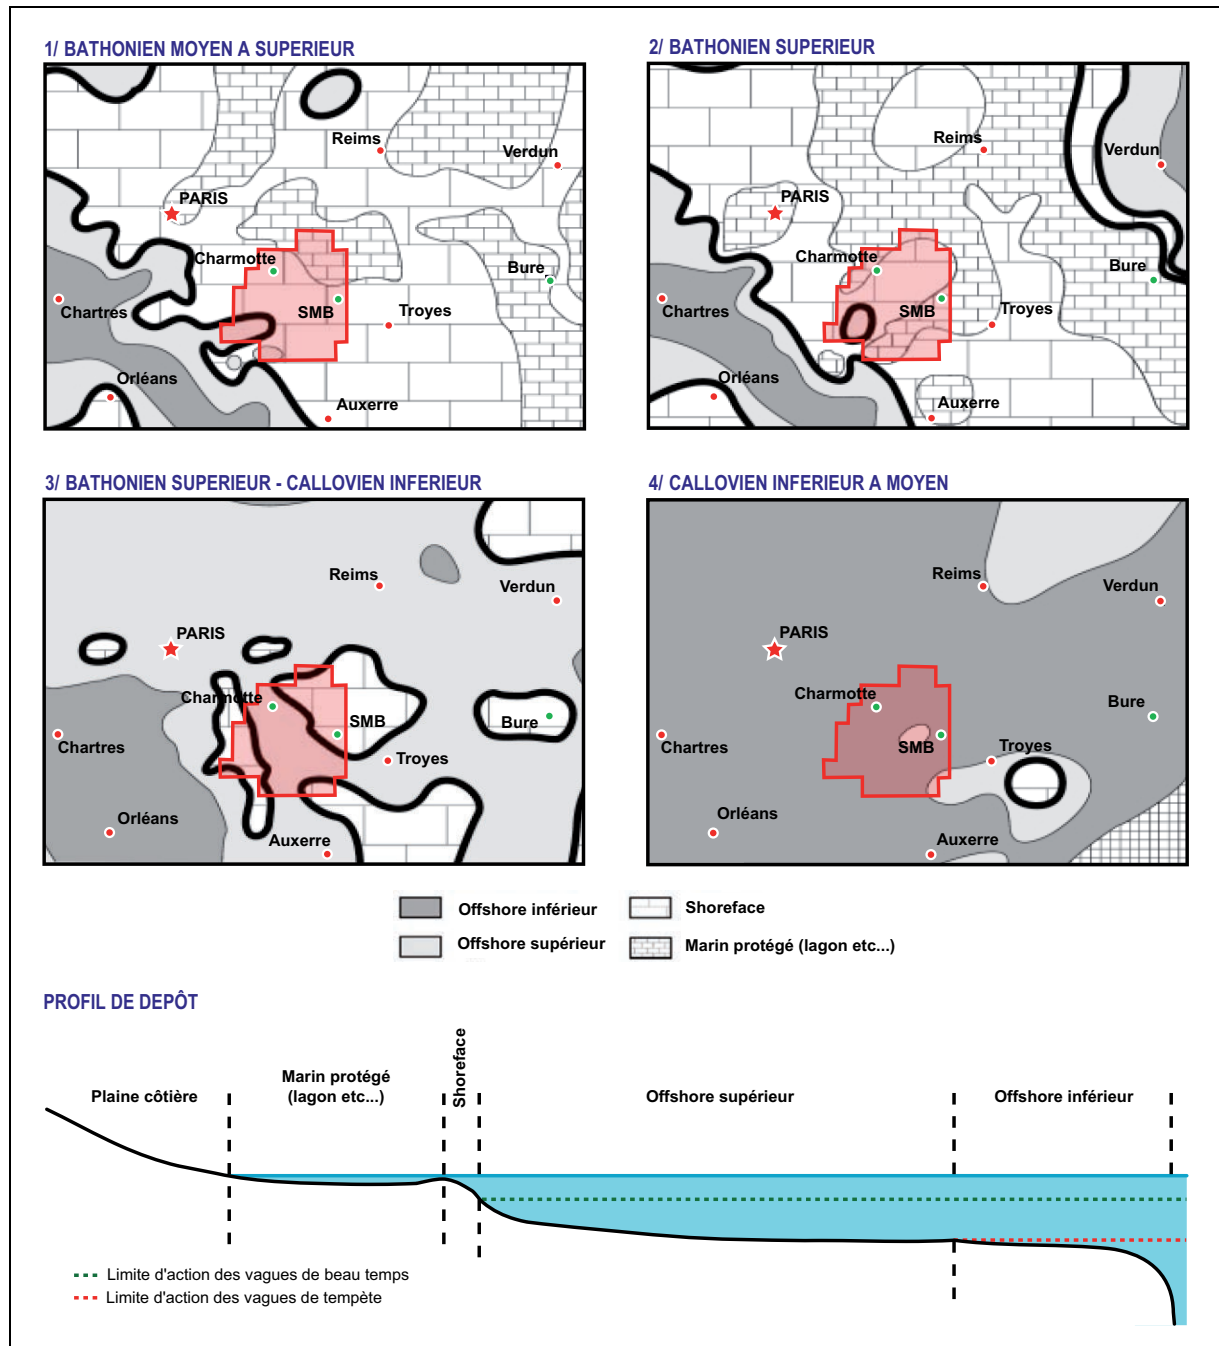 1/ BATHONIEN MOYEN A SUPERIEUR
Reims
Verdun
PARIS
Charmotte
Bure
Chartres
SMB
Troyes
Orléans
Auxerre
2/ BATHONIEN SUPERIEUR
Reims
Verdun
PARIS
Charmotte
Bure
Chartres
SMB
Troyes
Orléans
Auxerre
3/ BATHONIEN SUPERIEUR - CALLOVIEN INFERIEUR
Reims
Verdun
PARIS
Charmotte
SMB
Bure
Chartres
Troyes
Orléans
Auxerre
4/ CALLOVIEN INFERIEUR A MOYEN
Reims
Verdun
PARIS
Charmotte
Bure
Chartres
SMB
Troyes
Orléans
Auxerre
Offshore inférieur
Shoreface
Offshore supérieur
Marin protégé (lagon etc...)
PROFIL DE DEPÔT
Plaine côtière
Marin protégé
(lagon etc...)
Shoreface
Offshore supérieur
Offshore inférieur
Limite d'action des vagues de beau temps
Limite d'action des vagues de tempète